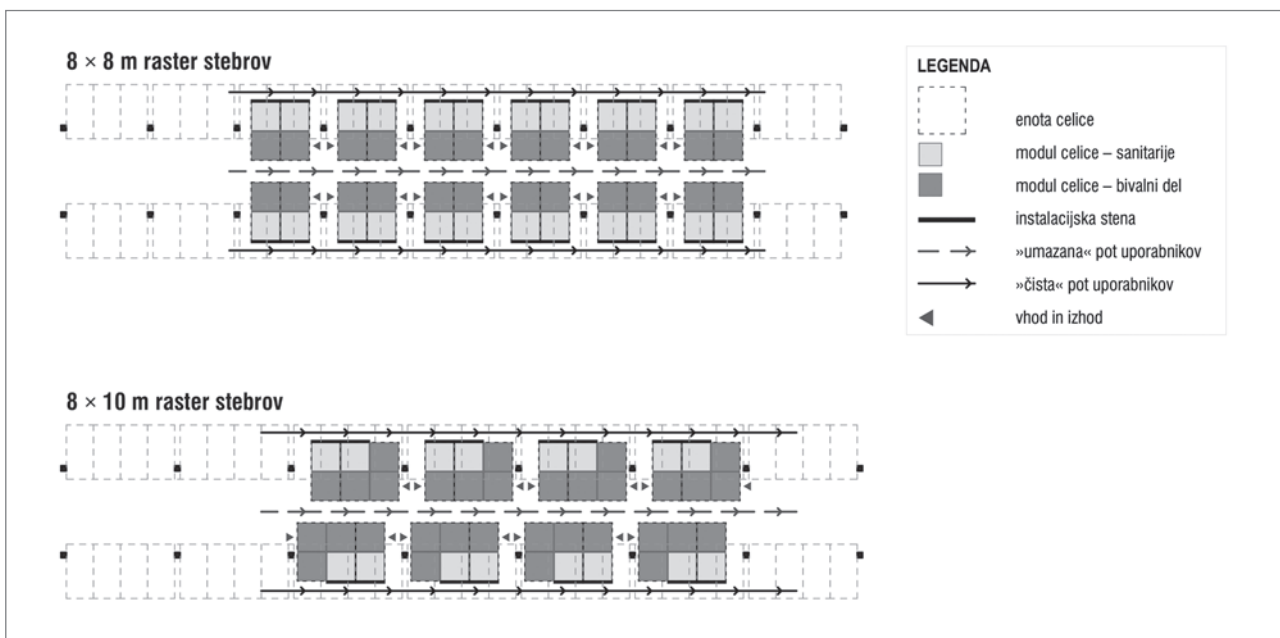 8 × 8 m raster stebrov
LEGENDA
enota celice
modul celice – sanitarije
modul celice – bivalni del
instalacijska stena
»umazana« pot uporabnikov
»čista« pot uporabnikov
vhod in izhod
8 × 10 m raster stebrov